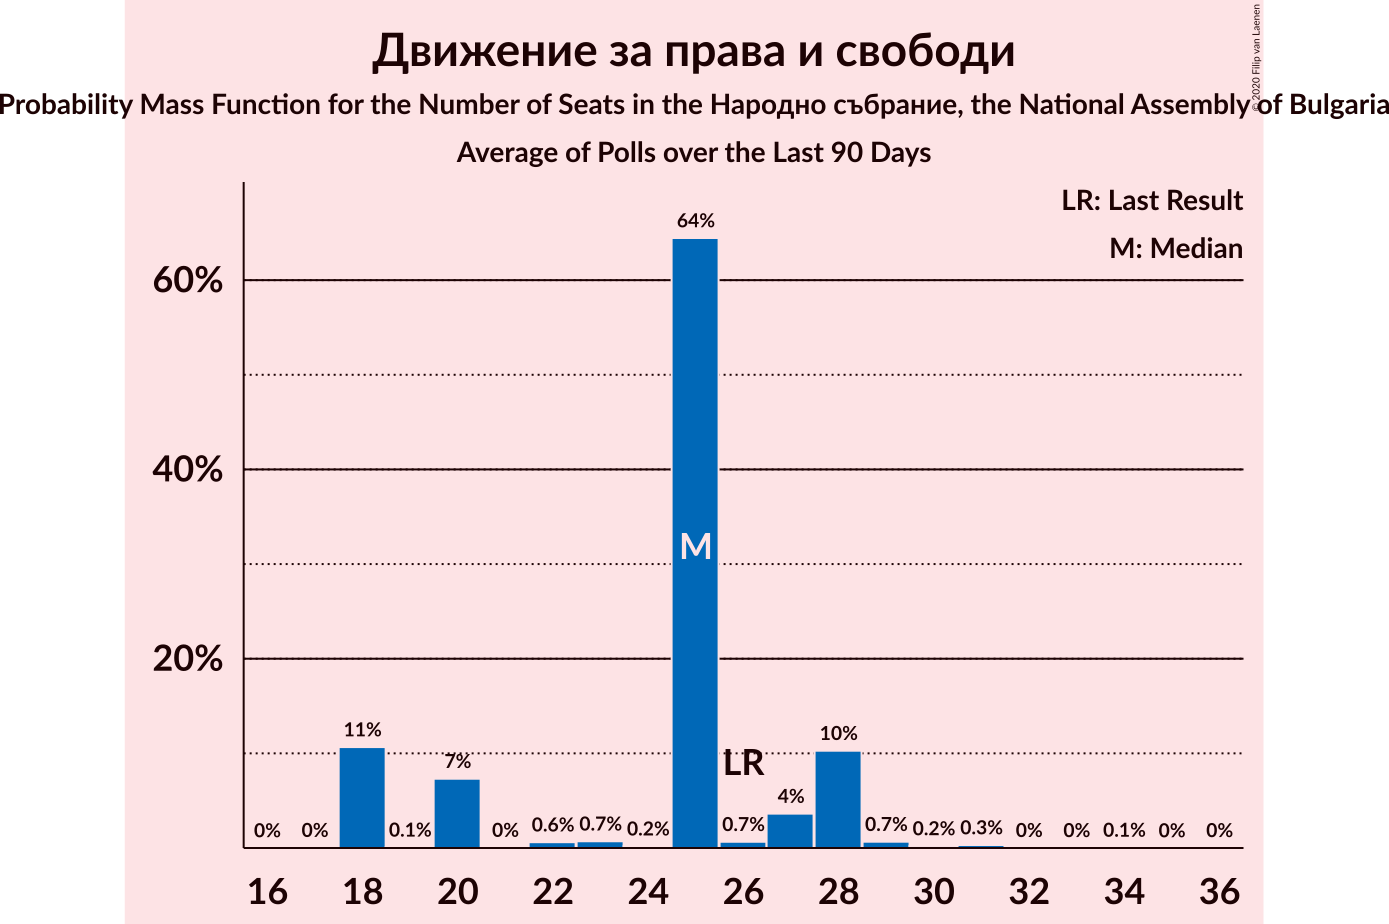 Движение за права и свободи
Probability Mass Function for the Number of Seats in the Народно събрание, the National Assembly of Bulgaria
Average of Polls over the Last 90 Days
© 2020 Filip van Laenen
LR: Last Result
M: Median
60%
40%
20%
0% 0% 11% 0.1% 7% 0% 0.6% 0.7% 0.2% 64% 0.7% 4% 10% 0.7% 0.2% 0.3% 0% 0% 0.1% 0% 0%
M
LR
16 18 20 22 24 26 28 30 32 34 36